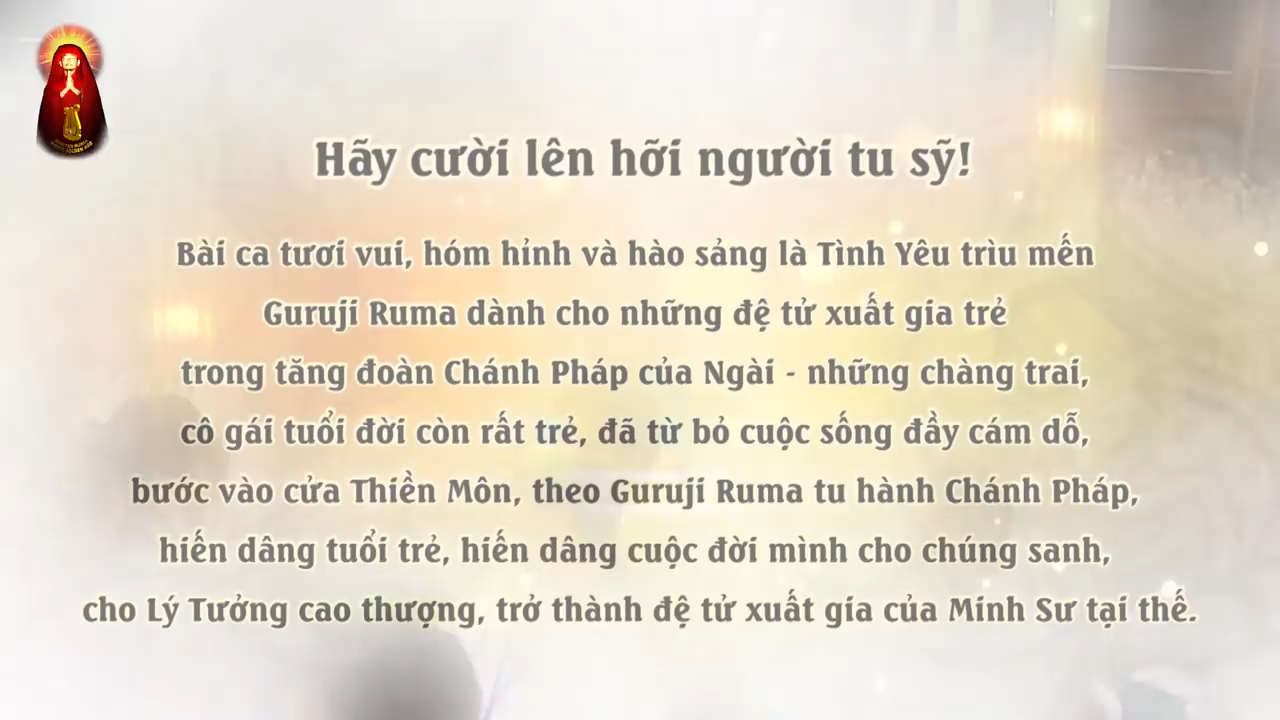 Hãy cười lên hỡi người tu sỹ!
Bài ca tươi vui, hóm hỉnh và hào sảng là Tình Yêu trìu mến
Guruji Ruma dành cho những đệ tử xuất gia trẻ
trong tăng đoàn Chánh Pháp của Ngài - những chàng trai,
cô gái tuổi đời còn rất trẻ, đã từ bỏ cuộc sống đầy cám dỗ,
bước vào cửa Thiền Môn, theo Guruji Ruma tu hành Chánh Pháp,
hiến dâng tuổi trẻ, hiến dâng cuộc đời mình cho chúng sanh,
cho Lý Tưởng cao thượng, trở thành đệ tử xuất gia của Minh Sư tại thế.